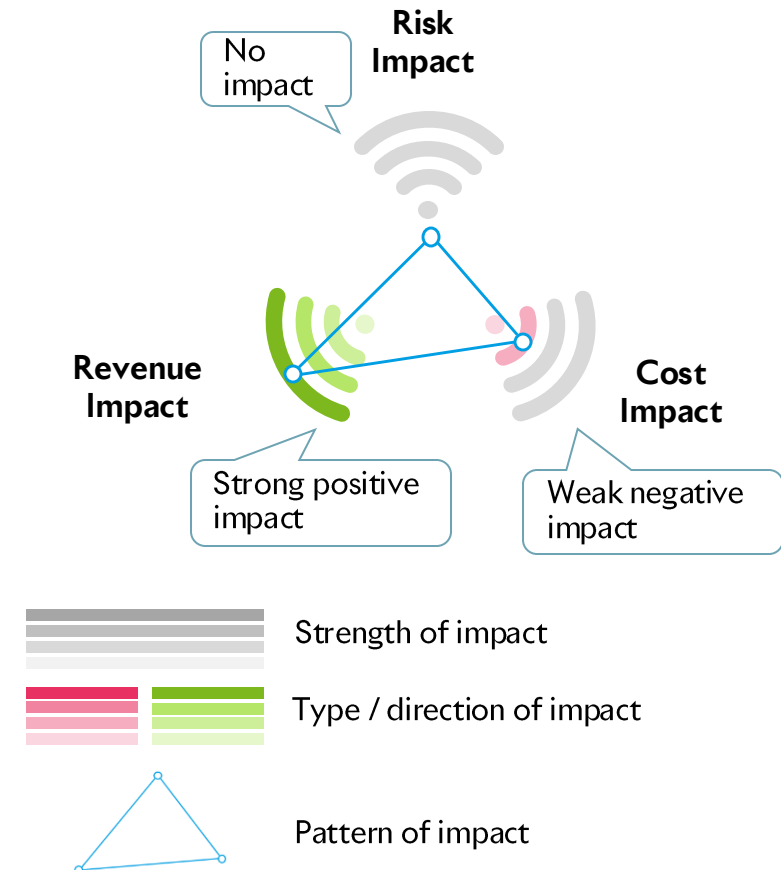 Risk
Impact
No
impact
Revenue
Impact
Cost
Impact
Strong positive
impact
Weak negative
impact
Strength of impact
Type / direction of impact
Pattern of impact